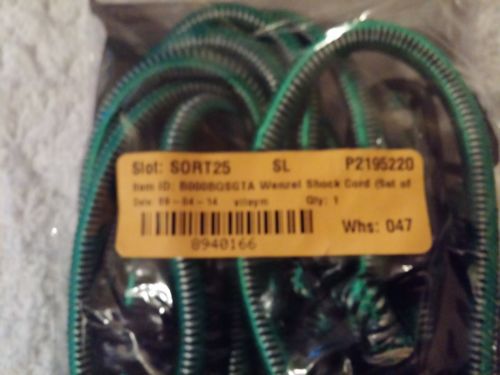 Slot: SORT25 SL P2195220
Item ID: B000BQSGTA Wenzel Shock Cord (Set of
Date 09-04-14 Qty: 1
8940166 Whs: 047